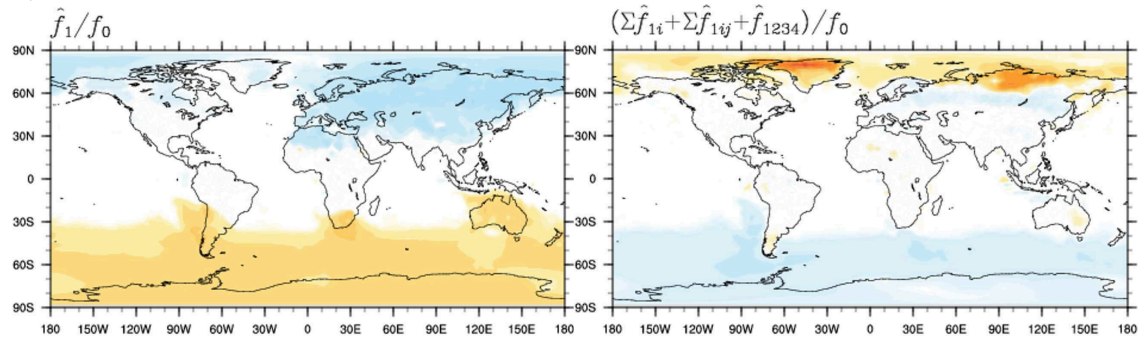 f̂₁/f₀
(Σf̂₁ᵢ+Σf̂₁ᵢⱼ+f̂₁₂₃₄)/f₀
90N 90N
60N 60N
30N 30N
0 0
30S 30S
60S 60S
90S 90S
180 150W 120W 90W 60W 30W 0 30E 60E 90E 120E 150E 180
180 150W 120W 90W 60W 30W 0 30E 60E 90E 120E 150E 180